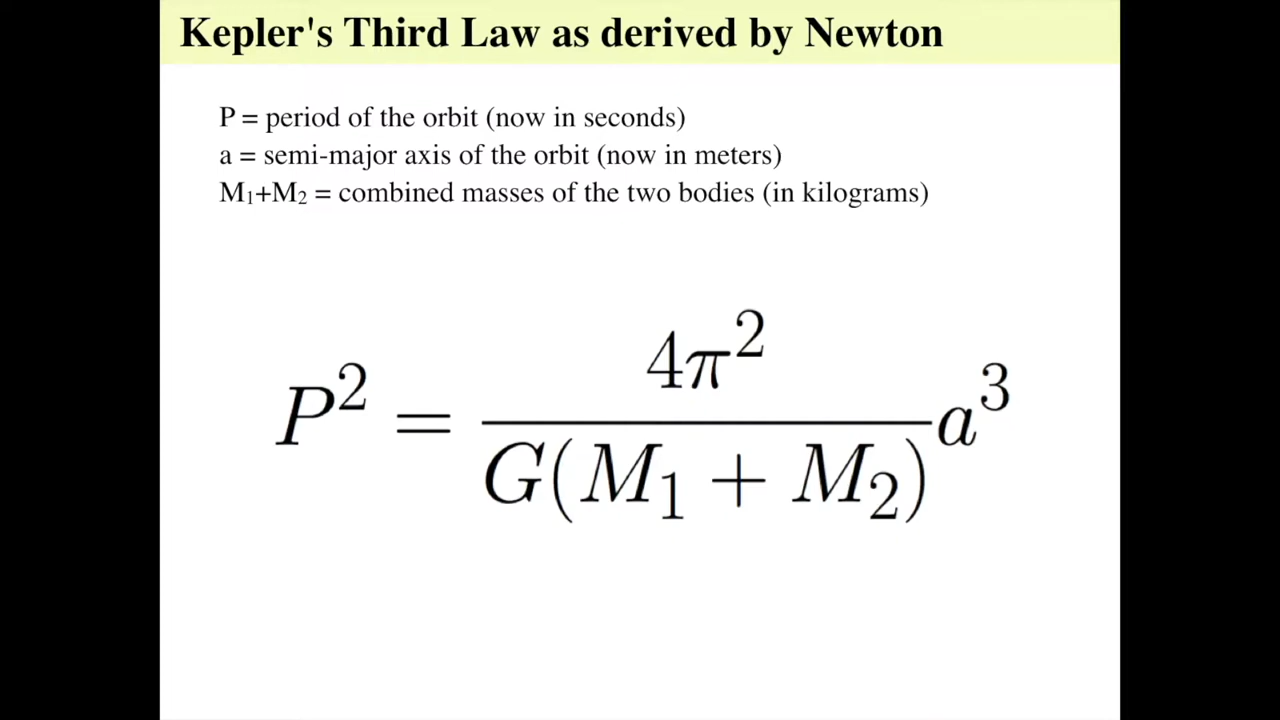 Kepler's Third Law as derived by Newton
P = period of the orbit (now in seconds)
a = semi-major axis of the orbit (now in meters)
M₁+M₂ = combined masses of the two bodies (in kilograms)
P² = 4π² / G(M₁ + M₂) a³